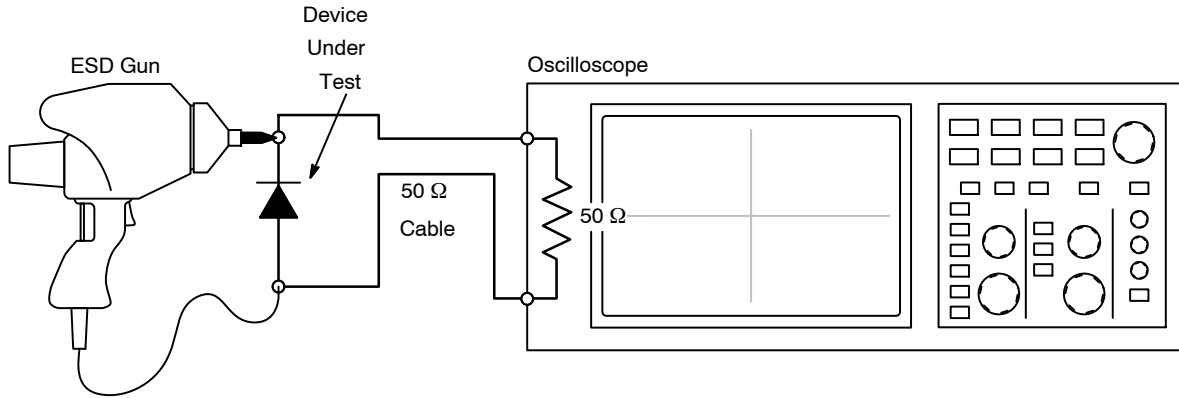 Device
Under
Test
ESD Gun
Oscilloscope
50 Ω
Cable
50 Ω